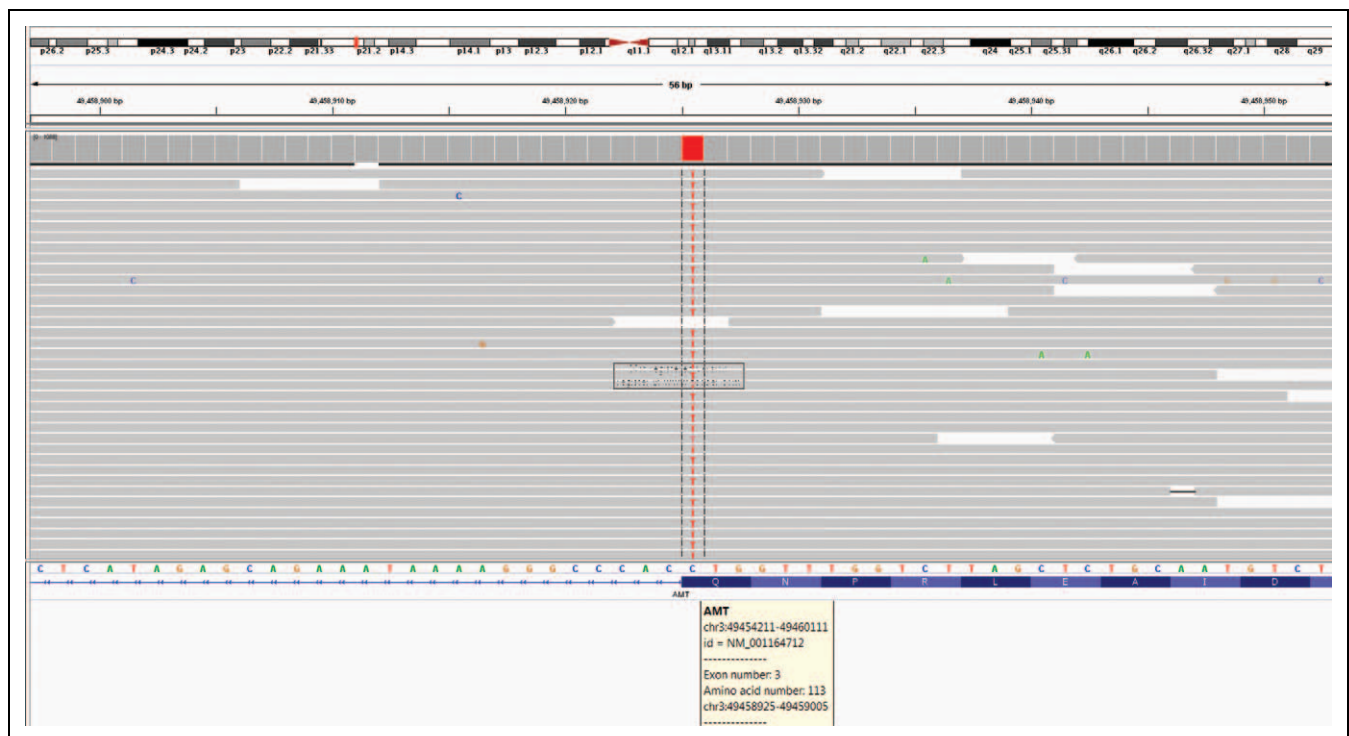 p26.2 p25.3 p24.3 p24.2 p23 p22.2 p21.33 p21.2 p14.3 p14.1 p13 p12.3 p12.1 q11.1 q12.1 q13.11 q13.2 q13.32 q21.2 q22.1 q22.3 q24 q25.1 q25.31 q26.1 q26.2 q26.32 q27.1 q28 q29
56 bp
49,458,900 bp 49,458,910 bp 49,458,920 bp 49,458,930 bp 49,458,940 bp 49,458,950 bp
C
A
C A C C
A A
C T C A T A G A G C A G A A A T A A A A G G G C C C A C C T G G T T T G G T C T T A G C T C T G C A A T G T C T
Q N P R L E A I D
AMT
AMT
chr3:49454211-49460111
id = NM_001164712
--------------
Exon number: 3
Amino acid number: 113
chr3:49458925-49459005
--------------